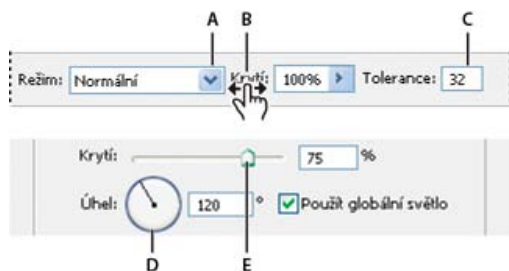 A B C
Režim: Normální Krytí: 100% Tolerance: 32
Krytí: 75 %
Úhel: 120 ° Použít globální světlo
D E